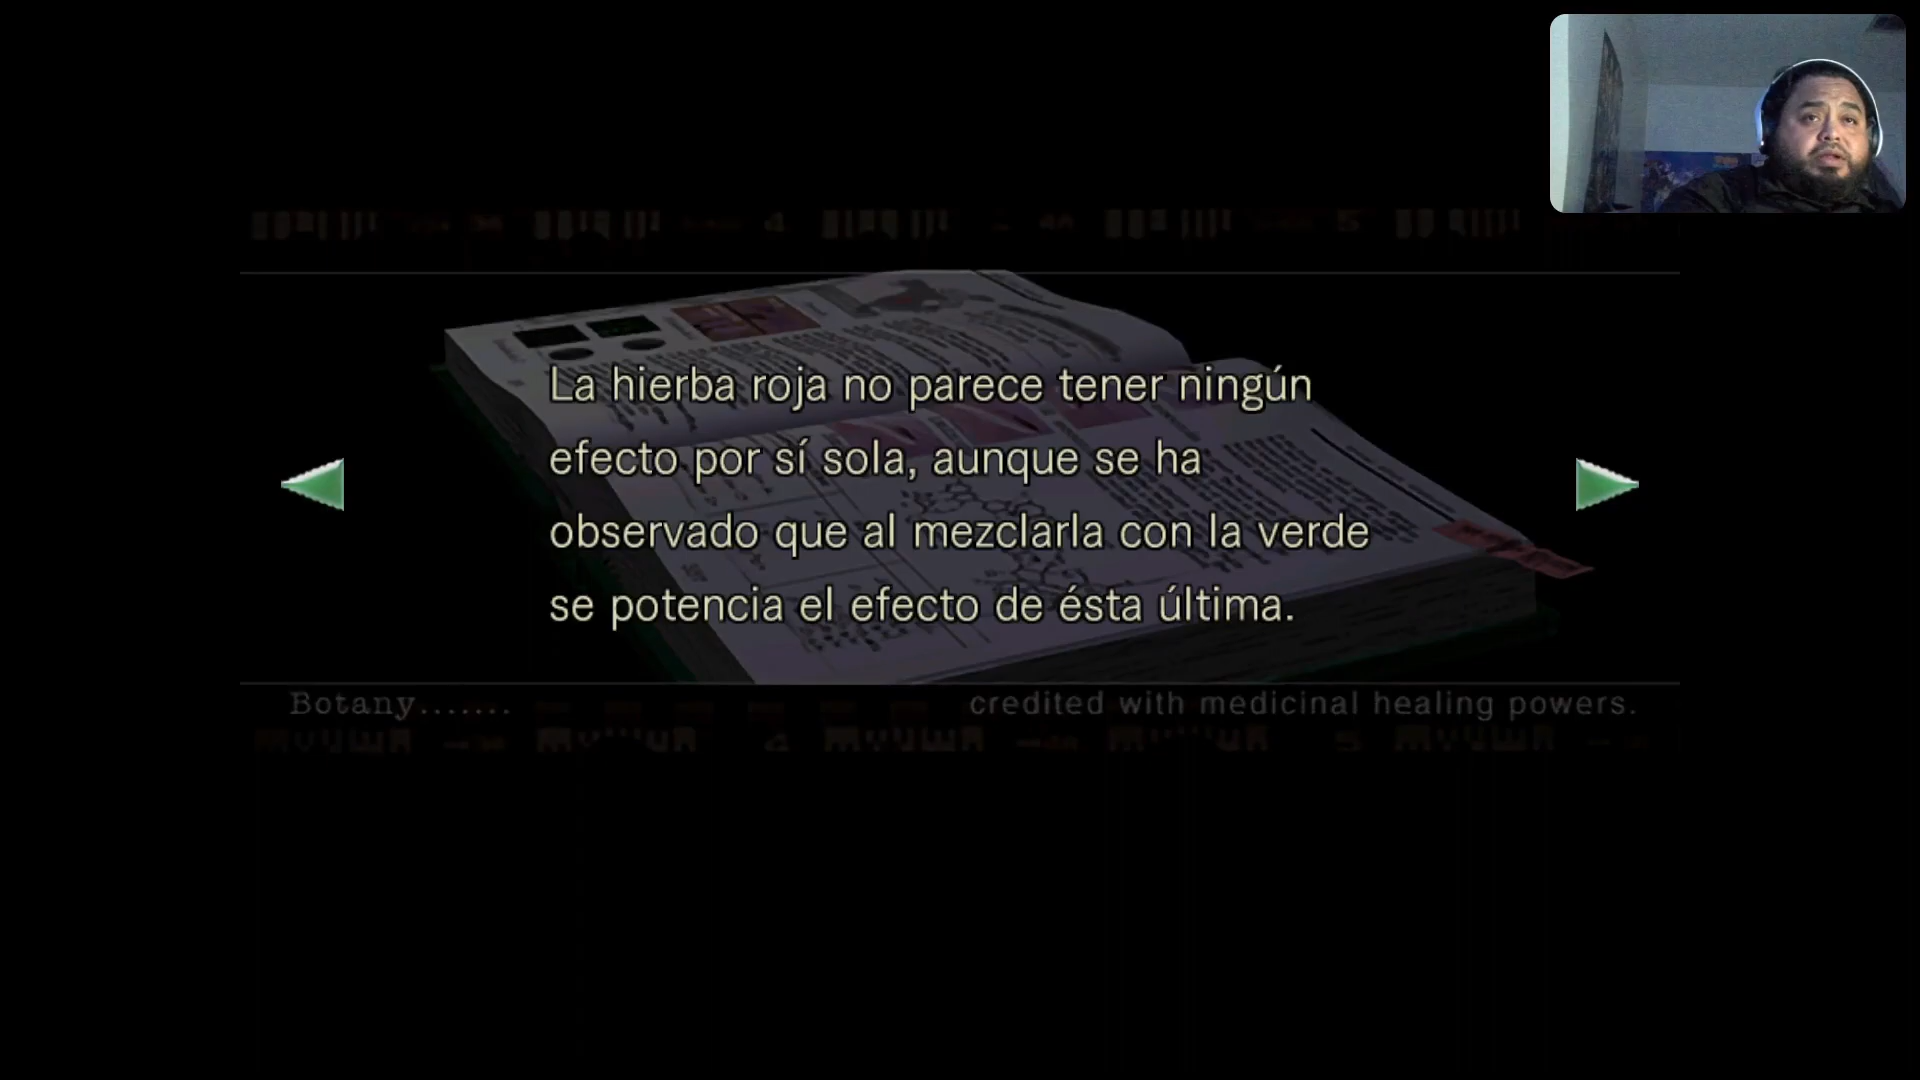 La hierba roja no parece tener ningún
efecto por sí sola, aunque se ha
observado que al mezclarla con la verde
se potencia el efecto de ésta última.
Botany.......
credited with medicinal healing powers.